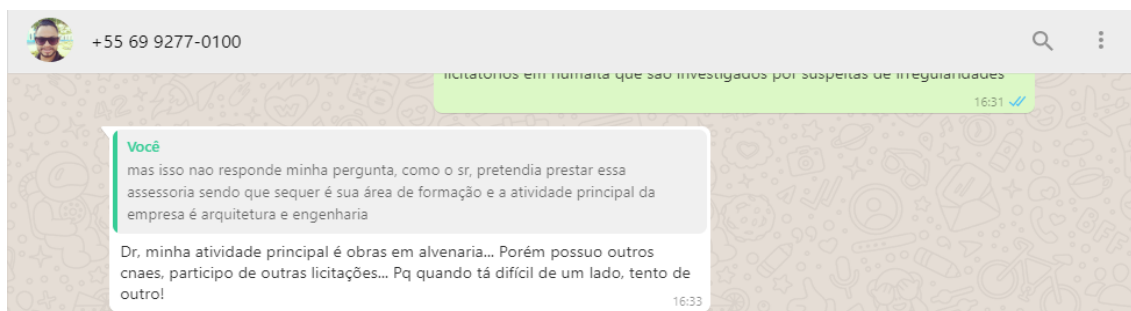 +55 69 9277-0100
licitatórios em humaita que são investigados por suspeitas de irregularidades
16:31
Você
mas isso nao responde minha pergunta, como o sr, pretendia prestar essa
assessoria sendo que sequer é sua área de formação e a atividade principal da
empresa é arquitetura e engenharia
Dr, minha atividade principal é obras em alvenaria... Porém possuo outros
cnaes, participo de outras licitações... Pq quando tá difícil de um lado, tento de
outro!
16:33